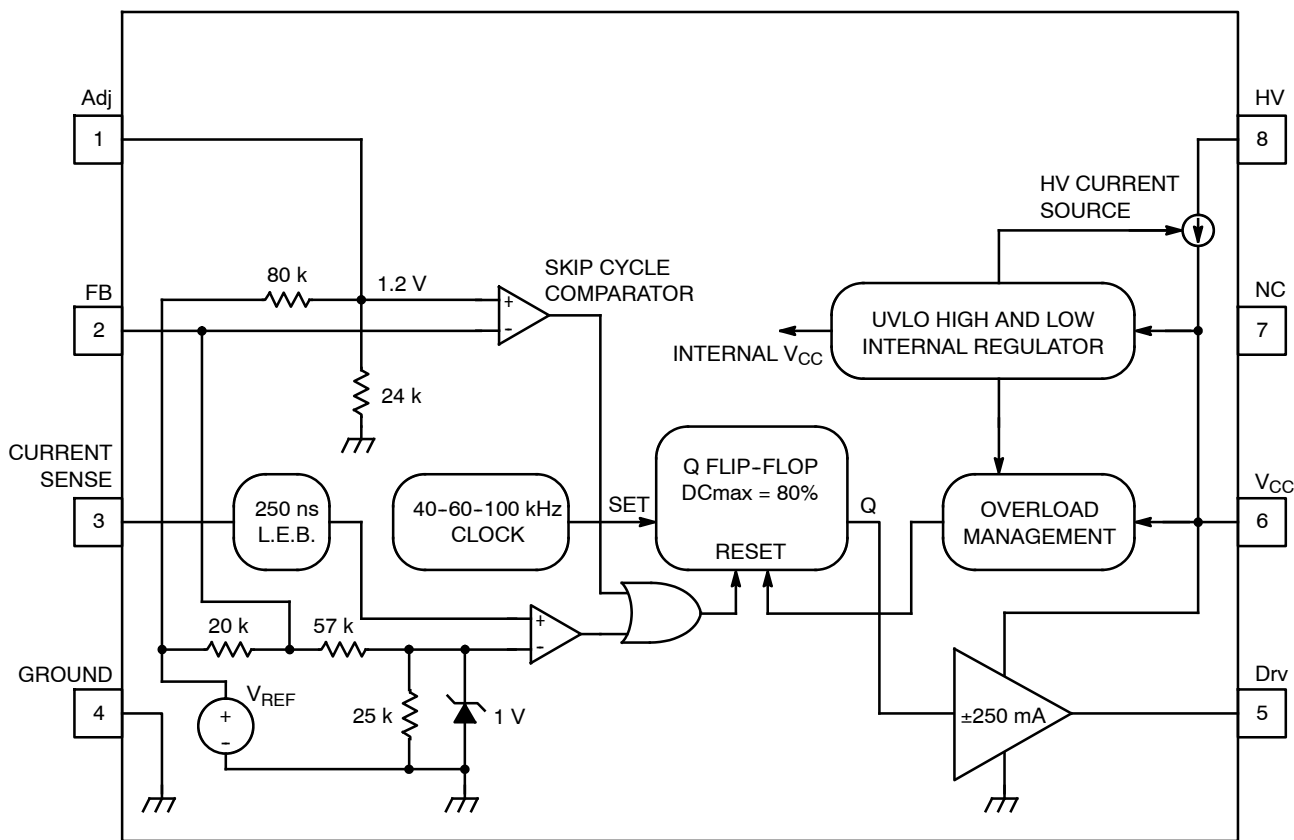 Adj
1
HV
8
HV CURRENT
SOURCE
80 k
1.2 V
SKIP CYCLE
COMPARATOR
+
-
FB
2
NC
7
UVLO HIGH AND LOW
INTERNAL REGULATOR
INTERNAL VCC
24 k
CURRENT
SENSE
3
250 ns
L.E.B.
40-60-100 kHz
CLOCK
SET
Q FLIP-FLOP
DCmax = 80%
RESET
Q
OVERLOAD
MANAGEMENT
VCC
6
20 k
57 k
+
-
GROUND
4
VREF
+
-
25 k
1 V
±250 mA
Drv
5